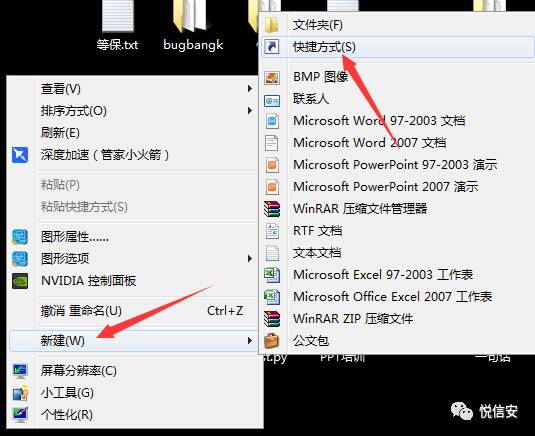 等保.txt
bugbangk
查看(V)
排序方式(O)
刷新(E)
深度加速（管家小火箭）
粘贴(P)
粘贴快捷方式(S)
图形属性......
图形选项
NVIDIA 控制面板
撤消 重命名(U) Ctrl+Z
新建(W)
屏幕分辨率(C)
小工具(G)
个性化(R)
文件夹(F)
快捷方式(S)
BMP 图像
联系人
Microsoft Word 97-2003 文档
Microsoft Word 2007 文档
Microsoft PowerPoint 97-2003 演示
Microsoft PowerPoint 2007 演示
WinRAR 压缩文件管理器
RTF 文档
文本文档
Microsoft Excel 97-2003 工作表
Microsoft Office Excel 2007 工作表
WinRAR ZIP 压缩文件
公文包
PPT培训
一句话
悦信安